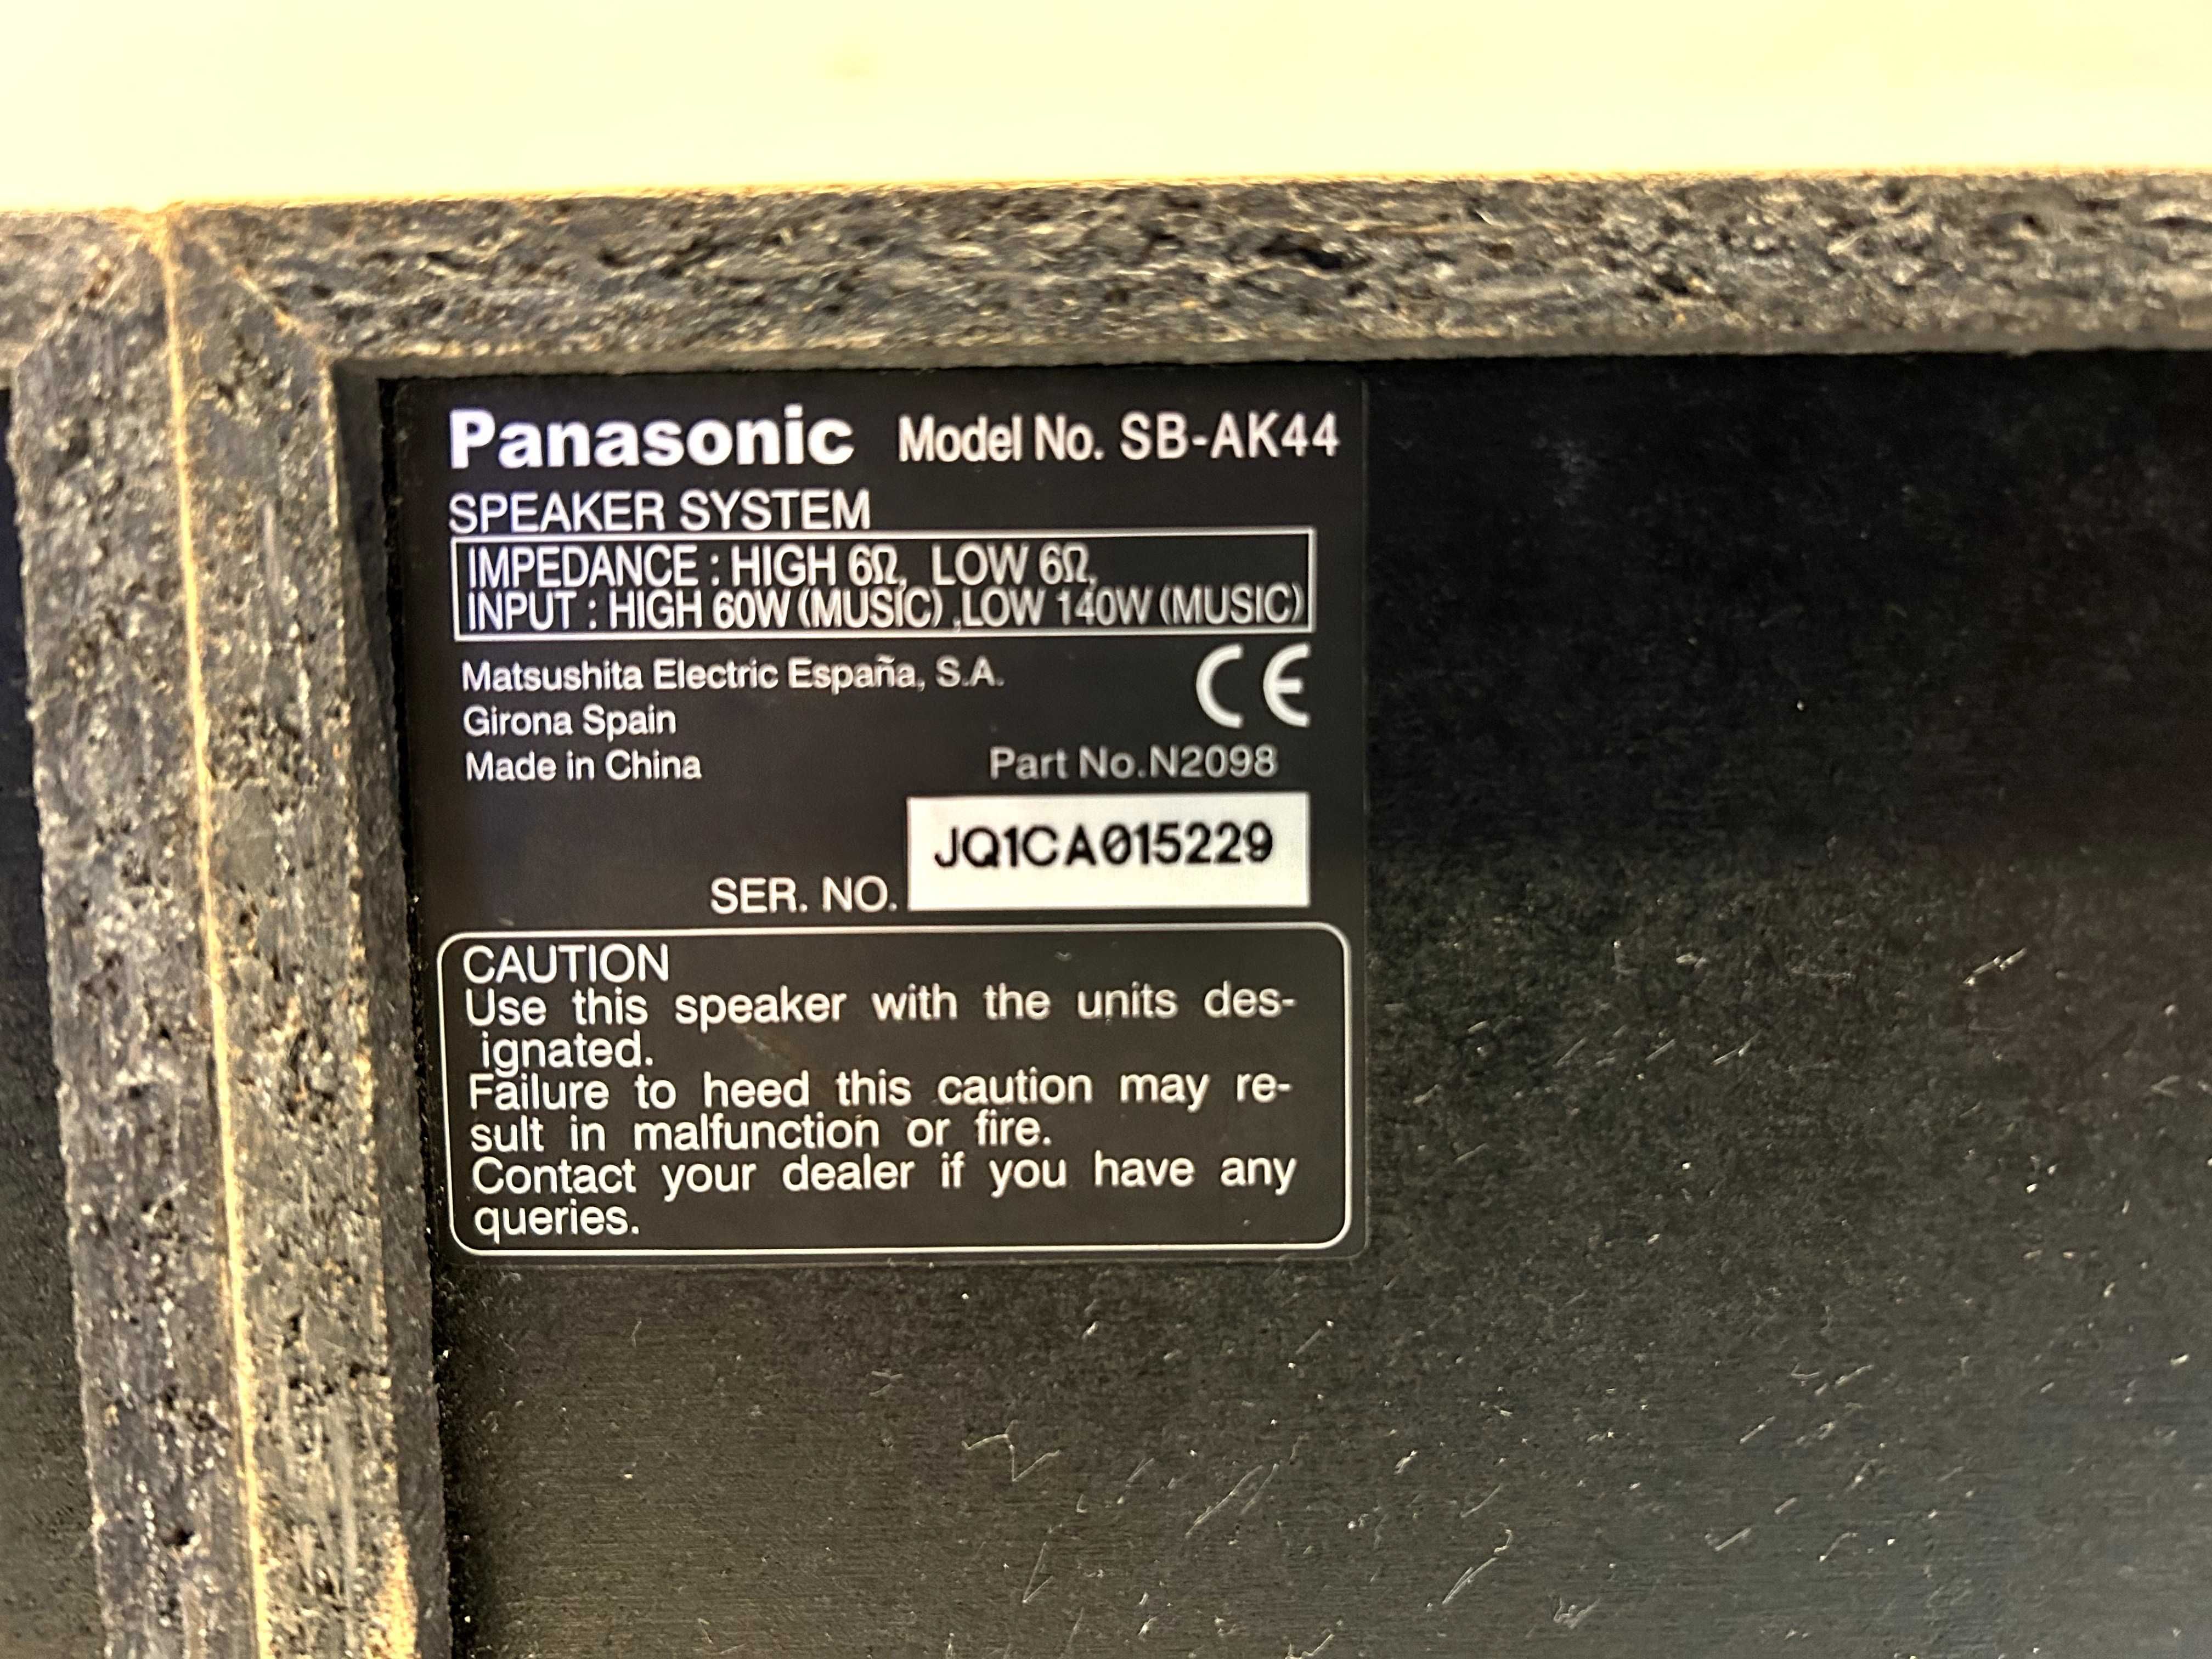 Panasonic Model No. SB-AK44
SPEAKER SYSTEM
IMPEDANCE : HIGH 6Ω, LOW 6Ω,
INPUT : HIGH 60W (MUSIC) ,LOW 140W (MUSIC)
Matsushita Electric España, S.A.
Girona Spain
CE
Made in China
Part No.N2098
JQ1CA015229
SER. NO.
CAUTION
Use this speaker with the units des-
ignated.
Failure to heed this caution may re-
sult in malfunction or fire.
Contact your dealer if you have any
queries.